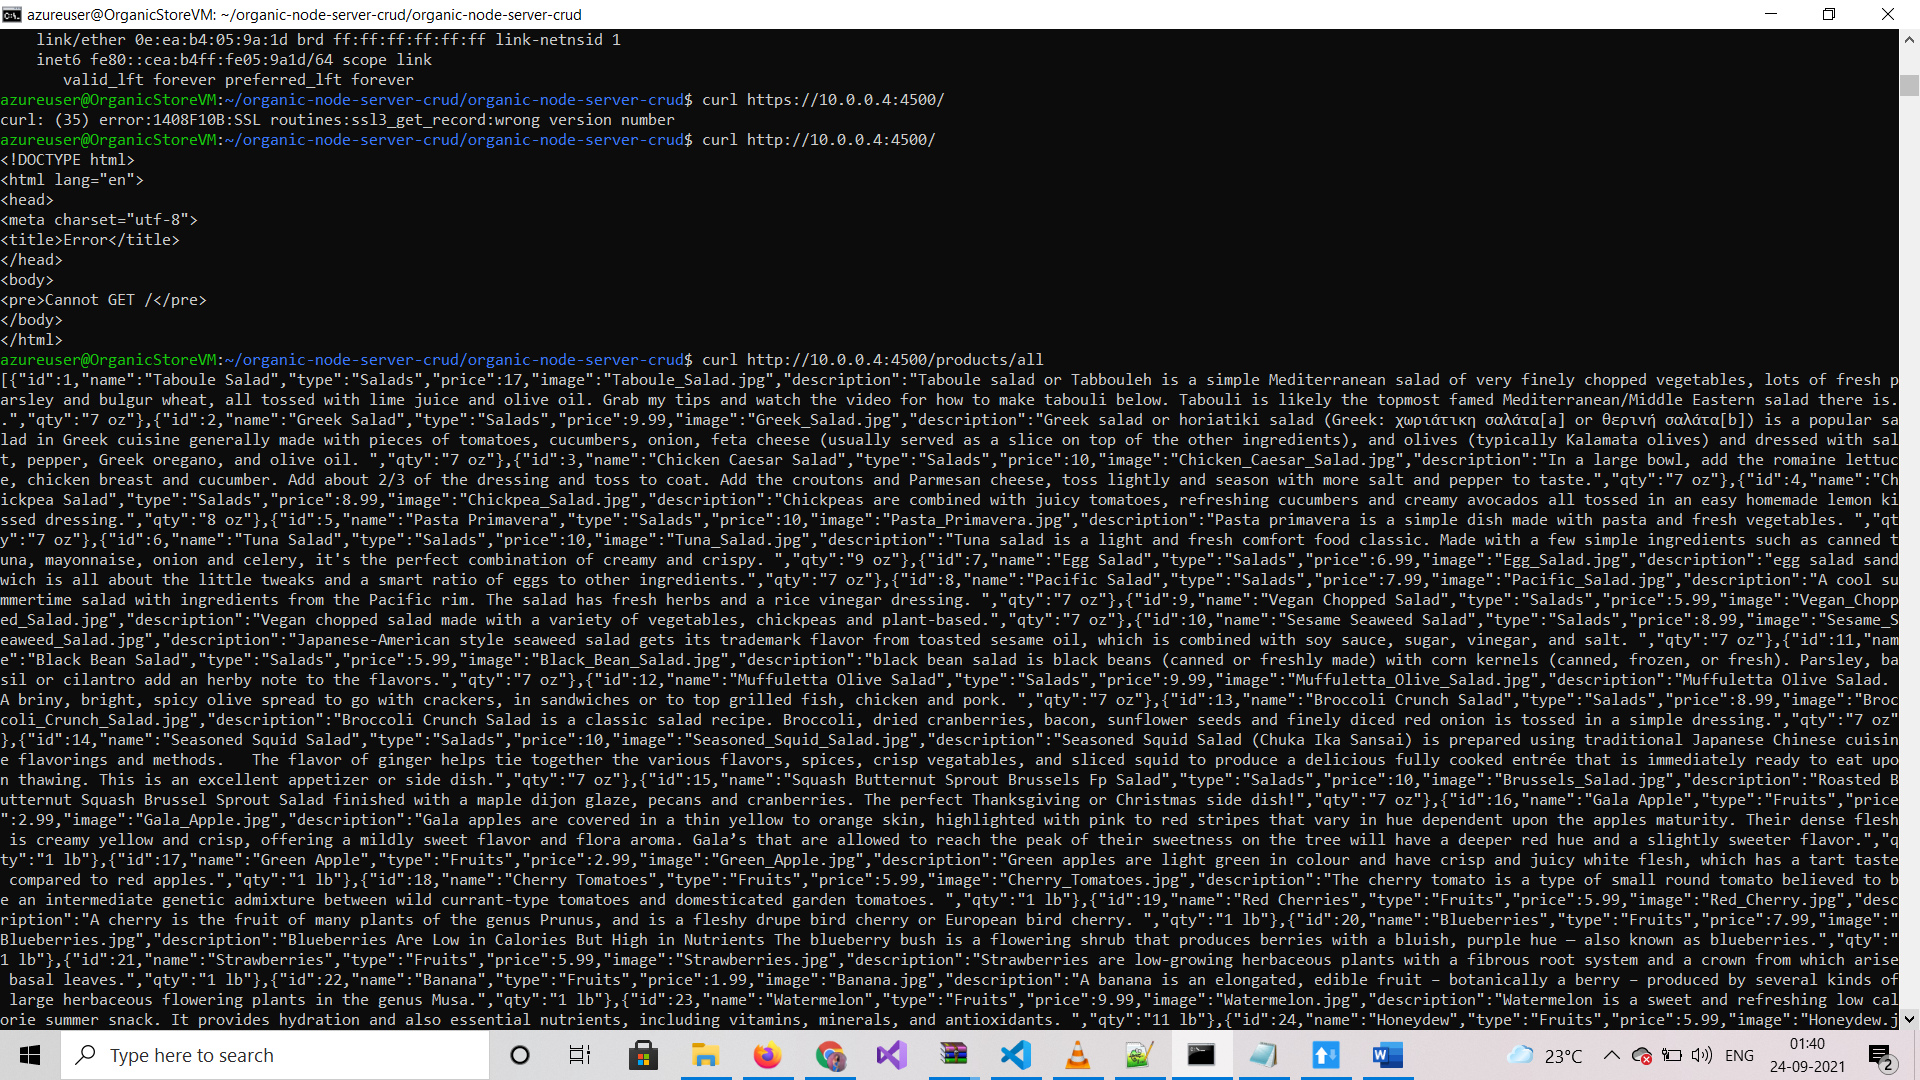 azureuser@OrganicStoreVM: ~/organic-node-server-crud/organic-node-server-crud
link/ether 0e:ea:b4:05:9a:1d brd ff:ff:ff:ff:ff:ff link-netnsid 1
inet6 fe80::cea:b4ff:fe05:9a1d/64 scope link
valid_lft forever preferred_lft forever
azureuser@OrganicStoreVM:~/organic-node-server-crud/organic-node-server-crud$ curl https://10.0.0.4:4500/
curl: (35) error:1408F10B:SSL routines:ssl3_get_record:wrong version number
azureuser@OrganicStoreVM:~/organic-node-server-crud/organic-node-server-crud$ curl http://10.0.0.4:4500/
<!DOCTYPE html>
<html lang="en">
<head>
<meta charset="utf-8">
<title>Error</title>
</head>
<body>
<pre>Cannot GET /</pre>
</body>
</html>
azureuser@OrganicStoreVM:~/organic-node-server-crud/organic-node-server-crud$ curl http://10.0.0.4:4500/products/all
[{"id":1,"name":"Taboule Salad","type":"Salads","price":17,"image":"Taboule_Salad.jpg","description":"Taboule salad or Tabbouleh is a simple Mediterranean salad of very finely chopped vegetables, lots of fresh p
arsley and bulgur wheat, all tossed with lime juice and olive oil. Grab my tips and watch the video for how to make tabouli below. Tabouli is likely the topmost famed Mediterranean/Middle Eastern salad there is.
.","qty":"7 oz"},{"id":2,"name":"Greek Salad","type":"Salads","price":9.99,"image":"Greek_Salad.jpg","description":"Greek salad or horiatiki salad (Greek: χωριάτικη σαλάτα[a] or θερινή σαλάτα[b]) is a popular sa
lad in Greek cuisine generally made with pieces of tomatoes, cucumbers, onion, feta cheese (usually served as a slice on top of the other ingredients), and olives (typically Kalamata olives) and dressed with sal
t, pepper, Greek oregano, and olive oil. ","qty":"7 oz"},{"id":3,"name":"Chicken Caesar Salad","type":"Salads","price":10,"image":"Chicken_Caesar_Salad.jpg","description":"In a large bowl, add the romaine lettuc
e, chicken breast and cucumber. Add about 2/3 of the dressing and toss to coat. Add the croutons and Parmesan cheese, toss lightly and season with more salt and pepper to taste.","qty":"7 oz"},{"id":4,"name":"Ch
ickpea Salad","type":"Salads","price":8.99,"image":"Chickpea_Salad.jpg","description":"Chickpeas are combined with juicy tomatoes, refreshing cucumbers and creamy avocados all tossed in an easy homemade lemon ki
ssed dressing.","qty":"8 oz"},{"id":5,"name":"Pasta Primavera","type":"Salads","price":10,"image":"Pasta_Primavera.jpg","description":"Pasta primavera is a simple dish made with pasta and fresh vegetables. ","qt
y":"7 oz"},{"id":6,"name":"Tuna Salad","type":"Salads","price":10,"image":"Tuna_Salad.jpg","description":"Tuna salad is a light and fresh comfort food classic. Made with a few simple ingredients such as canned t
una, mayonnaise, onion and celery, it's the perfect combination of creamy and crispy. ","qty":"9 oz"},{"id":7,"name":"Egg Salad","type":"Salads","price":6.99,"image":"Egg_Salad.jpg","description":"egg salad sand
wich is all about the little tweaks and a smart ratio of eggs to other ingredients.","qty":"7 oz"},{"id":8,"name":"Pacific Salad","type":"Salads","price":7.99,"image":"Pacific_Salad.jpg","description":"A cool su
mmertime salad with ingredients from the Pacific rim. The salad has fresh herbs and a rice vinegar dressing. ","qty":"7 oz"},{"id":9,"name":"Vegan Chopped Salad","type":"Salads","price":5.99,"image":"Vegan_Chopp
ed_Salad.jpg","description":"Vegan chopped salad made with a variety of vegetables, chickpeas and plant-based.","qty":"7 oz"},{"id":10,"name":"Sesame Seaweed Salad","type":"Salads","price":8.99,"image":"Sesame_S
eaweed_Salad.jpg","description":"Japanese-American style seaweed salad gets its trademark flavor from toasted sesame oil, which is combined with soy sauce, sugar, vinegar, and salt. ","qty":"7 oz"},{"id":11,"nam
e":"Black Bean Salad","type":"Salads","price":5.99,"image":"Black_Bean_Salad.jpg","description":"black bean salad is black beans (canned or freshly made) with corn kernels (canned, frozen, or fresh). Parsley, ba
sil or cilantro add an herby note to the flavors.","qty":"7 oz"},{"id":12,"name":"Muffuletta Olive Salad","type":"Salads","price":9.99,"image":"Muffuletta_Olive_Salad.jpg","description":"Muffuletta Olive Salad.
A briny, bright, spicy olive spread to go with crackers, in sandwiches or to top grilled fish, chicken and pork. ","qty":"7 oz"},{"id":13,"name":"Broccoli Crunch Salad","type":"Salads","price":8.99,"image":"Broc
coli_Crunch_Salad.jpg","description":"Broccoli Crunch Salad is a classic salad recipe. Broccoli, dried cranberries, bacon, sunflower seeds and finely diced red onion is tossed in a simple dressing.","qty":"7 oz"
},{"id":14,"name":"Seasoned Squid Salad","type":"Salads","price":10,"image":"Seasoned_Squid_Salad.jpg","description":"Seasoned Squid Salad (Chuka Ika Sansai) is prepared using traditional Japanese Chinese cuisin
e flavorings and methods.   The flavor of ginger helps tie together the various flavors, spices, crisp vegatables, and sliced squid to produce a delicious fully cooked entrée that is immediately ready to eat upo
n thawing. This is an excellent appetizer or side dish.","qty":"7 oz"},{"id":15,"name":"Squash Butternut Sprout Brussels Fp Salad","type":"Salads","price":10,"image":"Brussels_Salad.jpg","description":"Roasted B
utternut Squash Brussel Sprout Salad finished with a maple dijon glaze, pecans and cranberries. The perfect Thanksgiving or Christmas side dish!","qty":"7 oz"},{"id":16,"name":"Gala Apple","type":"Fruits","price
":2.99,"image":"Gala_Apple.jpg","description":"Gala apples are covered in a thin yellow to orange skin, highlighted with pink to red stripes that vary in hue dependent upon the apples maturity. Their dense flesh
is creamy yellow and crisp, offering a mildly sweet flavor and flora aroma. Gala’s that are allowed to reach the peak of their sweetness on the tree will have a deeper red hue and a slightly sweeter flavor.","q
ty":"1 lb"},{"id":17,"name":"Green Apple","type":"Fruits","price":2.99,"image":"Green_Apple.jpg","description":"Green apples are light green in colour and have crisp and juicy white flesh, which has a tart taste
compared to red apples.","qty":"1 lb"},{"id":18,"name":"Cherry Tomatoes","type":"Fruits","price":5.99,"image":"Cherry_Tomatoes.jpg","description":"The cherry tomato is a type of small round tomato believed to b
e an intermediate genetic admixture between wild currant-type tomatoes and domesticated garden tomatoes. ","qty":"1 lb"},{"id":19,"name":"Red Cherries","type":"Fruits","price":5.99,"image":"Red_Cherry.jpg","desc
ription":"A cherry is the fruit of many plants of the genus Prunus, and is a fleshy drupe bird cherry or European bird cherry. ","qty":"1 lb"},{"id":20,"name":"Blueberries","type":"Fruits","price":7.99,"image":"
Blueberries.jpg","description":"Blueberries Are Low in Calories But High in Nutrients The blueberry bush is a flowering shrub that produces berries with a bluish, purple hue – also known as blueberries.","qty":"
1 lb"},{"id":21,"name":"Strawberries","type":"Fruits","price":5.99,"image":"Strawberries.jpg","description":"Strawberries are low-growing herbaceous plants with a fibrous root system and a crown from which arise
basal leaves.","qty":"1 lb"},{"id":22,"name":"Banana","type":"Fruits","price":1.99,"image":"Banana.jpg","description":"A banana is an elongated, edible fruit – botanically a berry – produced by several kinds of
large herbaceous flowering plants in the genus Musa.","qty":"1 lb"},{"id":23,"name":"Watermelon","type":"Fruits","price":9.99,"image":"Watermelon.jpg","description":"Watermelon is a sweet and refreshing low cal
orie summer snack. It provides hydration and also essential nutrients, including vitamins, minerals, and antioxidants. ","qty":"11 lb"},{"id":24,"name":"Honeydew","type":"Fruits","price":5.99,"image":"Honeydew.j
Type here to search
23°C
ENG
01:40
24-09-2021
2